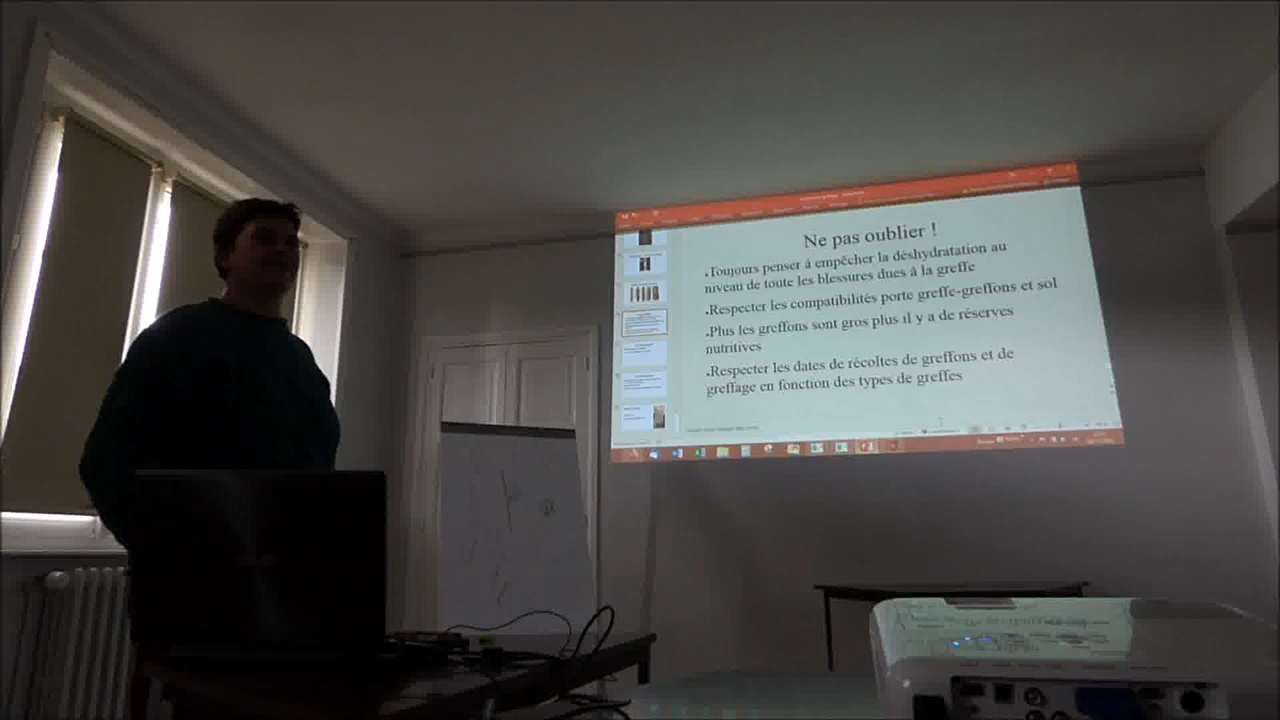 Ne pas oublier !
.Toujours penser à empêcher la déshydratation au
niveau de toute les blessures dues à la greffe
.Respecter les compatibilités porte greffe-greffons et sol
.Plus les greffons sont gros plus il y a de réserves
nutritives
.Respecter les dates de récoltes de greffons et de
greffage en fonction des types de greffes